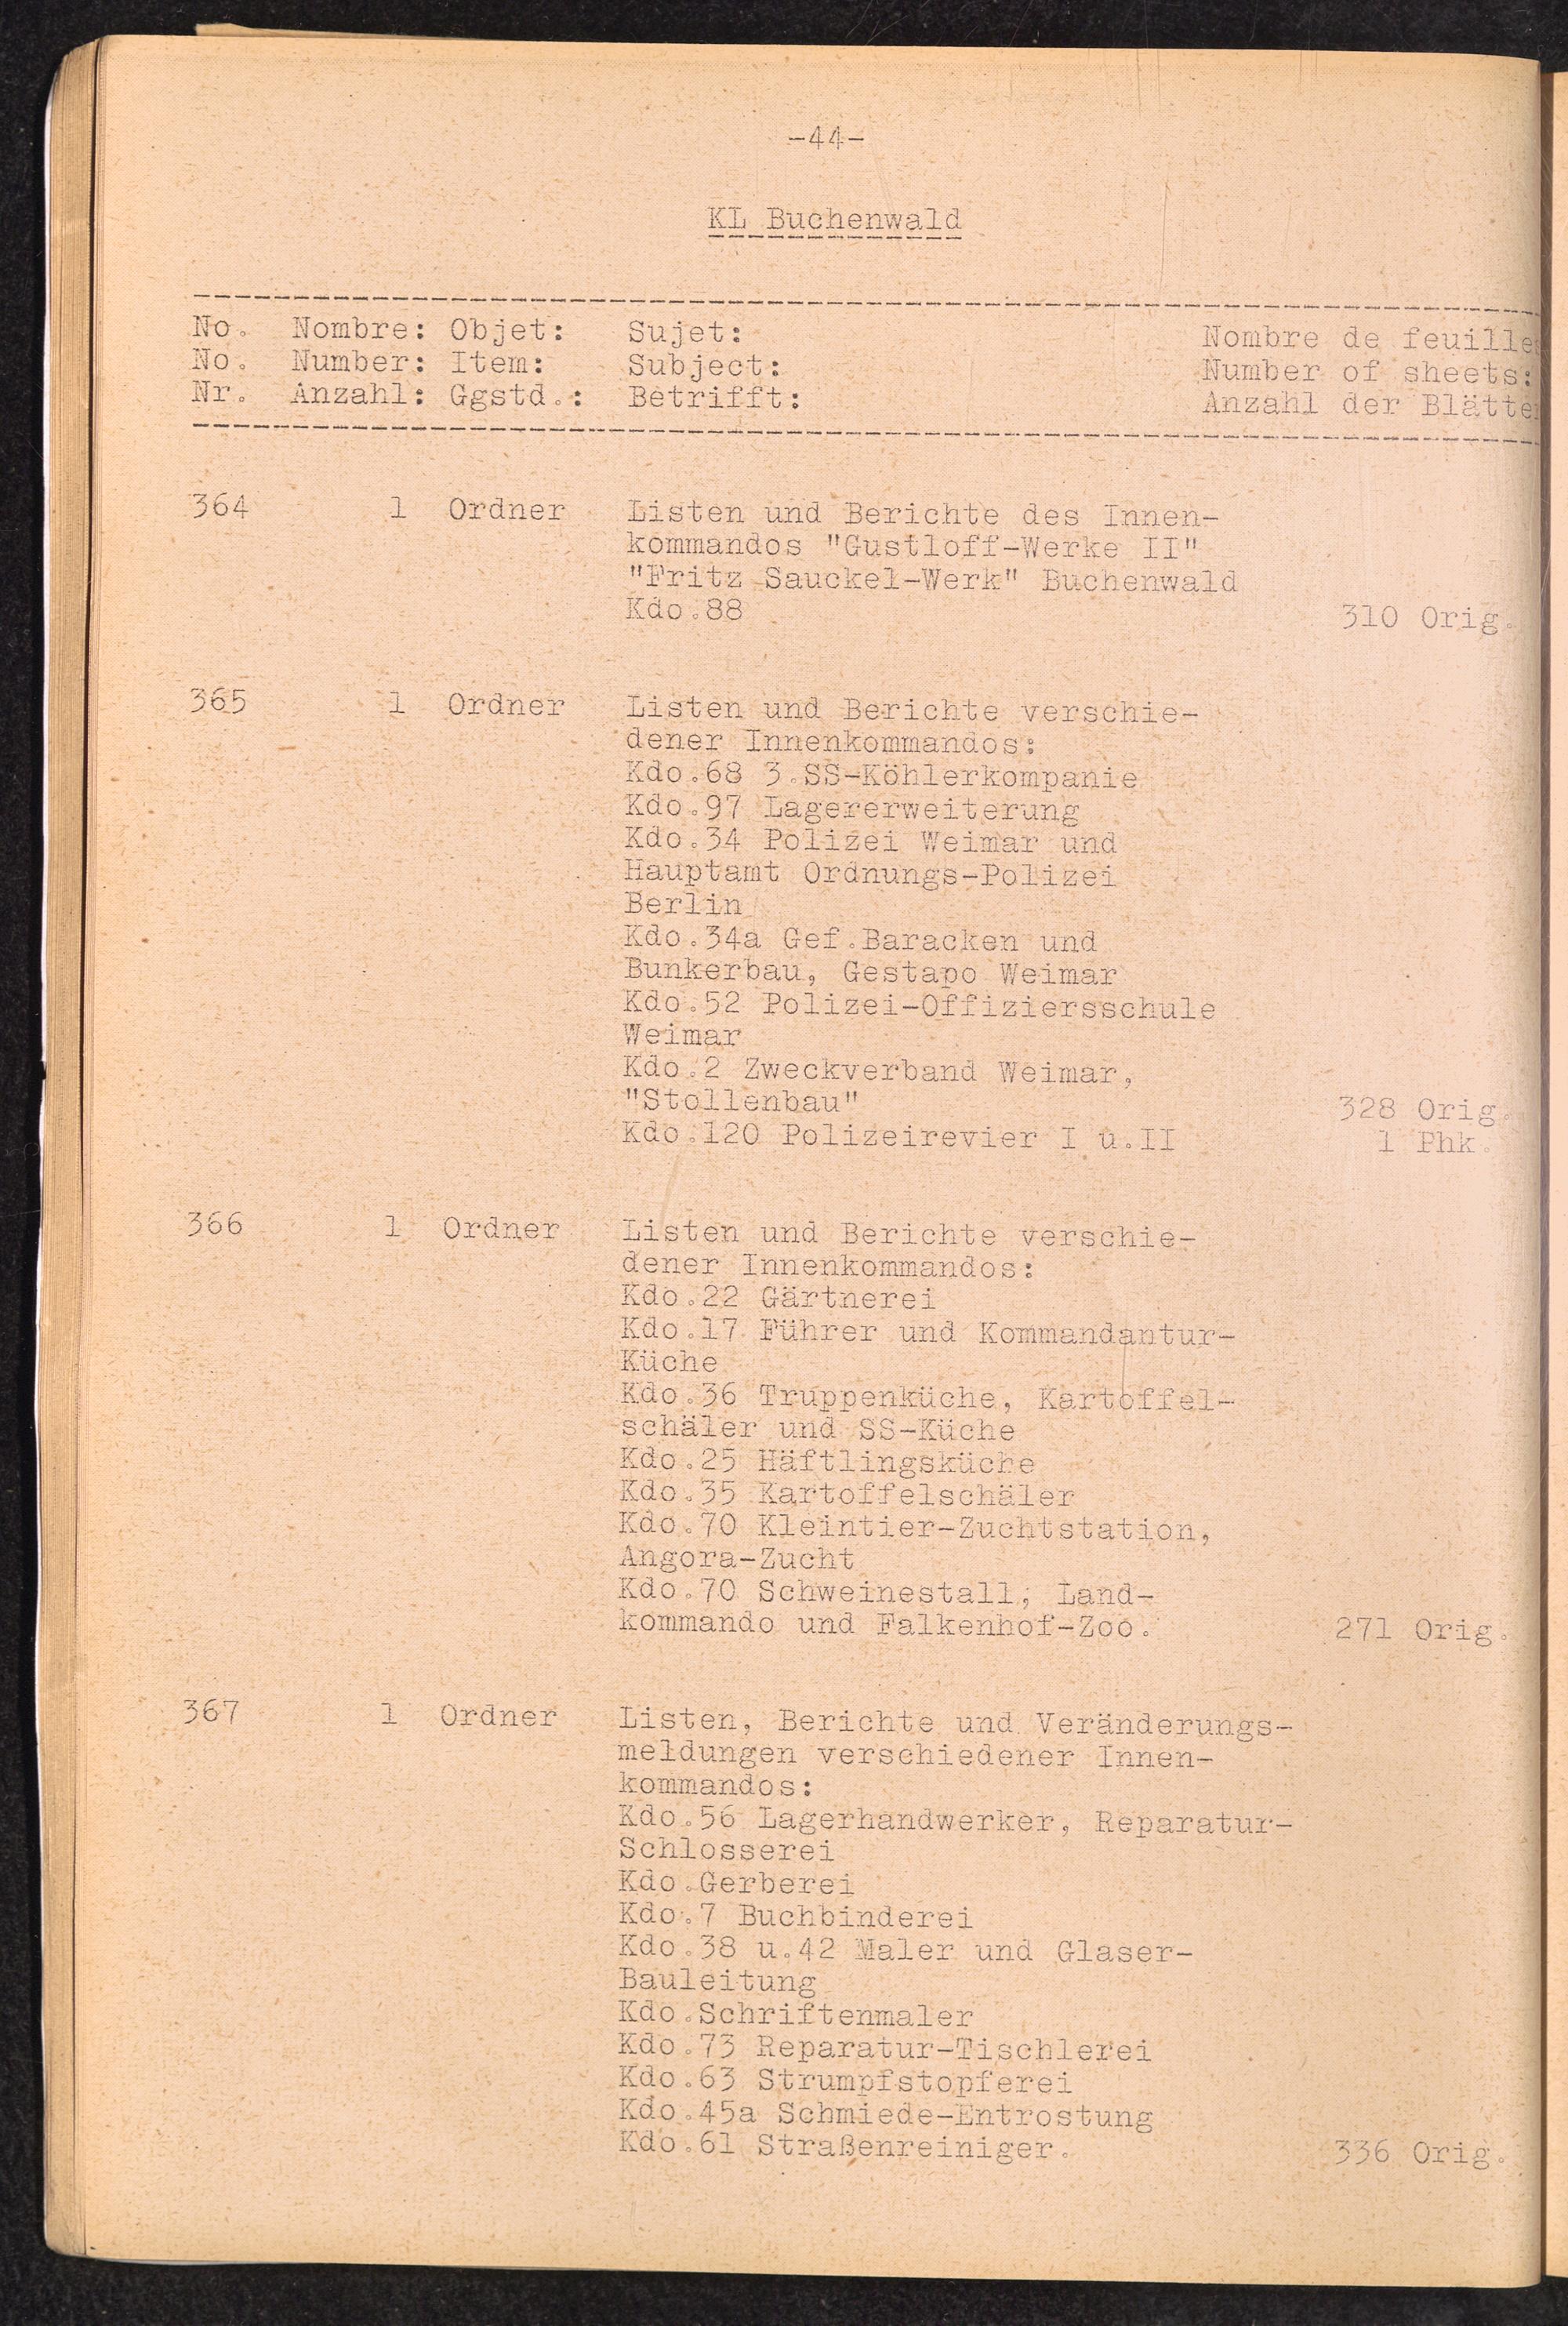 -44-
KL Buchenwald
No. Nombre: Objet: Sujet: Nombre de feuilles
No. Number: Item: Subject: Number of sheets:
Nr. Anzahl: Ggstd.: Betrifft: Anzahl der Blätter
364 1 Ordner Listen und Berichte des Innen-
kommandos "Gustloff-Werke II"
"Fritz Sauckel-Werk" Buchenwald
Kdo.88 310 Orig.
365 1 Ordner Listen und Berichte verschie-
dener Innenkommandos:
Kdo.68 3.SS-Köhlerkompanie
Kdo.97 Lagererweiterung
Kdo.34 Polizei Weimar und
Hauptamt Ordnungs-Polizei
Berlin
Kdo.34a Gef.Baracken und
Bunkerbau, Gestapo Weimar
Kdo.52 Polizei-Offiziersschule
Weimar
Kdo.2 Zweckverband Weimar,
"Stollenbau" 328 Orig.
Kdo.120 Polizeirevier I u.II 1 Phk.
366 1 Ordner Listen und Berichte verschie-
dener Innenkommandos:
Kdo.22 Gärtnerei
Kdo.17 Führer und Kommandantur-
Küche
Kdo.36 Truppenküche, Kartoffel-
schäler und SS-Küche
Kdo.25 Häftlingsküche
Kdo.35 Kartoffelschäler
Kdo.70 Kleintier-Zuchtstation,
Angora-Zucht
Kdo.70 Schweinestall, Land-
kommando und Falkenhof-Zoo. 271 Orig.
367 1 Ordner Listen, Berichte und Veränderungs-
meldungen verschiedener Innen-
kommandos:
Kdo.56 Lagerhandwerker, Reparatur-
Schlosserei
Kdo.Gerberei
Kdo.7 Buchbinderei
Kdo.38 u.42 Maler und Glaser-
Bauleitung
Kdo.Schriftenmaler
Kdo.73 Reparatur-Tischlerei
Kdo.63 Strumpfstopferei
Kdo.45a Schmiede-Entrostung
Kdo.61 Straßenreiniger. 336 Orig.